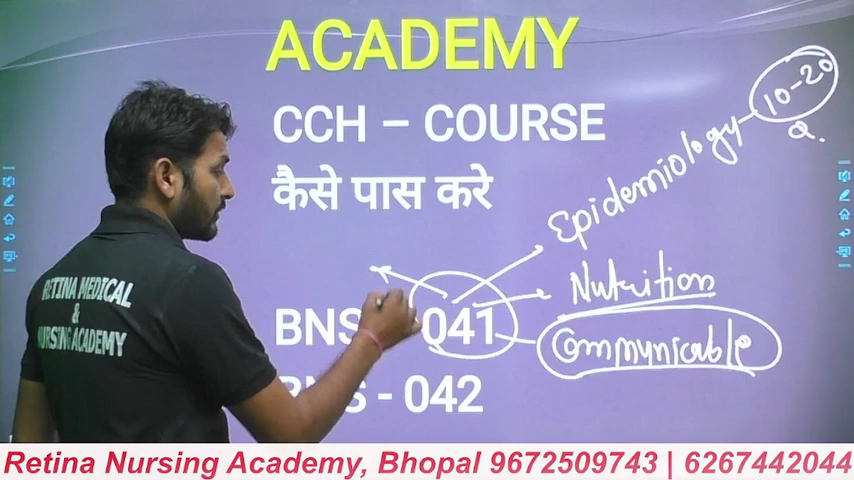 ACADEMY
CCH – COURSE
कैसे पास करे
10-20
Q.
Epidemiology
Nutrition
BNS - 041
Communicable
BNS - 042
RETINA MEDICAL
&
NURSING ACADEMY
Retina Nursing Academy, Bhopal 9672509743 | 6267442044